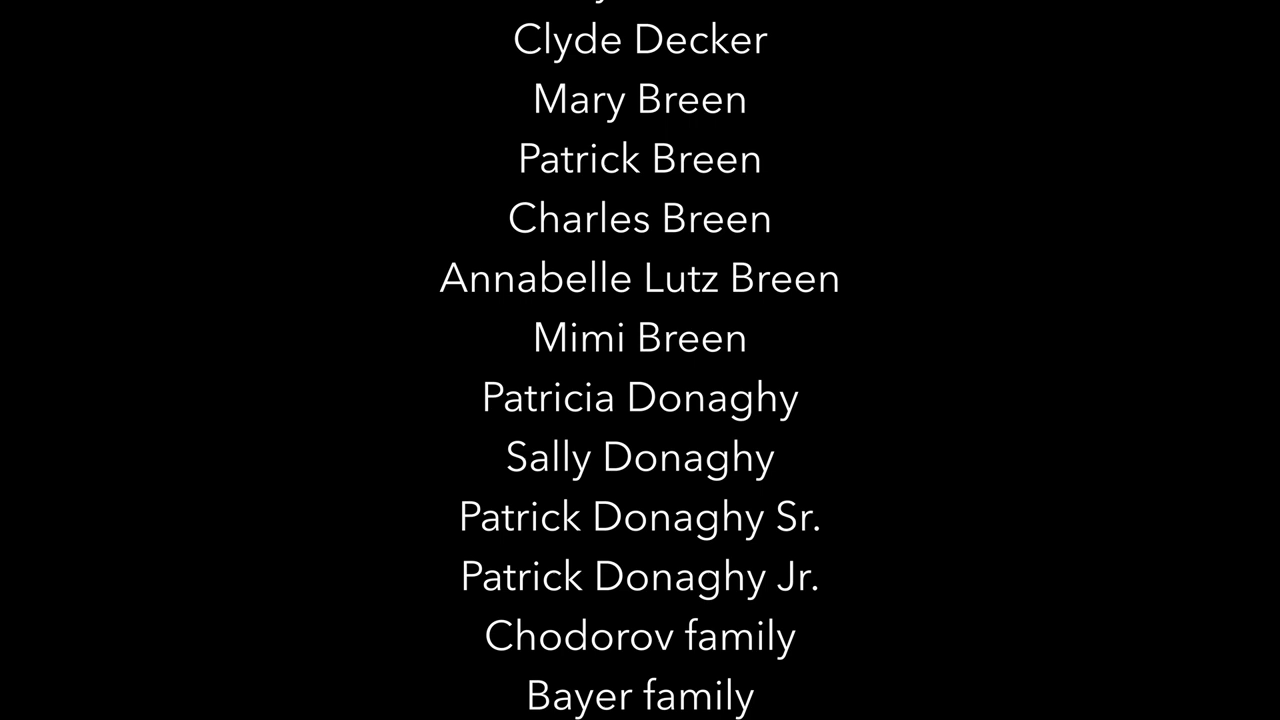 Clyde Decker
Mary Breen
Patrick Breen
Charles Breen
Annabelle Lutz Breen
Mimi Breen
Patricia Donaghy
Sally Donaghy
Patrick Donaghy Sr.
Patrick Donaghy Jr.
Chodorov family
Bayer family